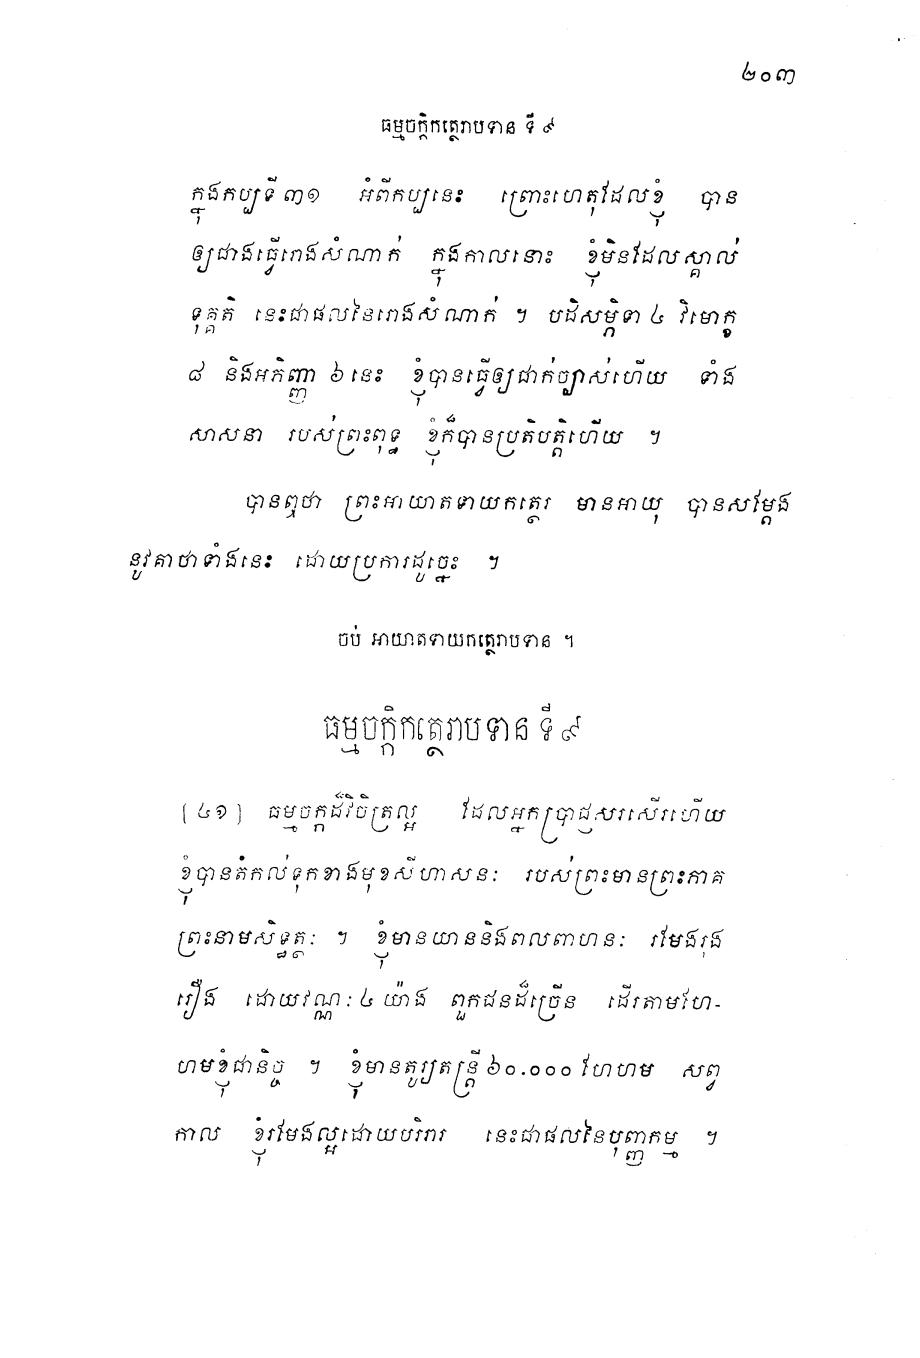 ២០៣
ធម្មចក្កិកត្ថេរាបទាន ទី ៩
ក្នុងកប្បទី ៣១ អំពីកប្បនេះ ព្រោះហេតុដែលខ្ញុំ បាន
ឲ្យជាងធ្វើរោងសំណាក់ ក្នុងកាលនោះ ខ្ញុំមិនដែលស្គាល់
ទុគ្គតិ នេះជាផលនៃរោងសំណាក់ ។ បដិសម្ភិទា ៤ វិមោក្ខ
៨ និងអភិញ្ញា ៦ នេះ ខ្ញុំបានធ្វើឲ្យជាក់ច្បាស់ហើយ ទាំង
សាសនា របស់ព្រះពុទ្ធ ខ្ញុំក៏បានប្រតិបត្តិហើយ ។
បានឮថា ព្រះអាយាគទាយកត្ថេរ មានអាយុ បានសម្ដែង
នូវគាថាទាំងនេះ ដោយប្រការដូច្នេះ ។
ចប់ អាយាគទាយកត្ថេរាបទាន ។
ធម្មចក្កិកត្ថេរាបទាន ទី ៩
[៤១] ធម្មចក្កដ៏វិចិត្រល្អ ដែលអ្នកប្រាជ្ញសរសើរហើយ
ខ្ញុំបានតំកល់ទុកខាងមុខសីហាសនៈ របស់ព្រះមានព្រះភាគ
ព្រះនាមសិទ្ធត្ថៈ ។ ខ្ញុំមានយាននិងពលពាហនៈ រមែងរុង
រឿង ដោយវណ្ណៈ ៤ យ៉ាង ពួកជនដ៏ច្រើន ដើរតាមហែ-
ហមខ្ញុំជានិច្ច ។ ខ្ញុំមានតូរ្យតន្ត្រី ៦០.០០០ ហែហម សព្វ
កាល ខ្ញុំរមែងល្អដោយបរិវារ នេះជាផលនៃបុញ្ញកម្ម ។